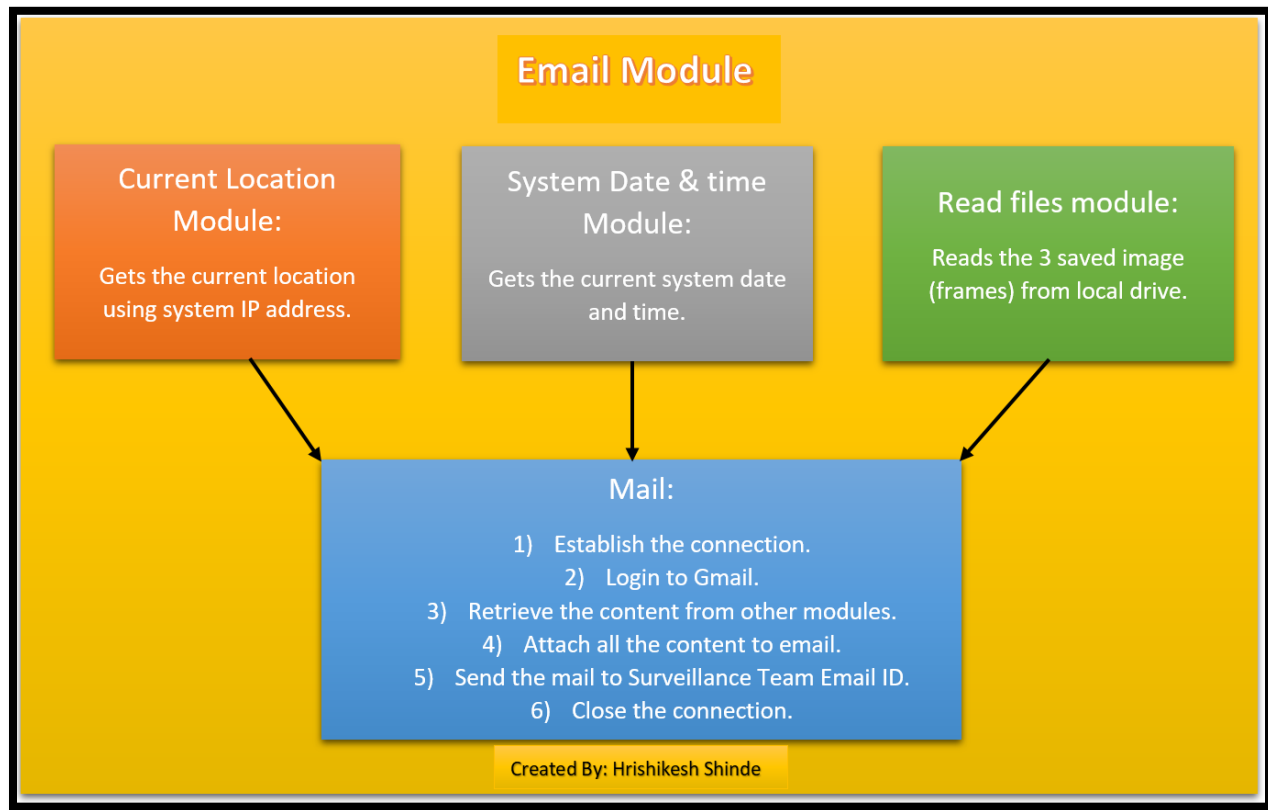 Email Module
Current Location
Module:
Gets the current location
using system IP address.
System Date & time
Module:
Gets the current system date
and time.
Read files module:
Reads the 3 saved image
(frames) from local drive.
Mail:
1) Establish the connection.
2) Login to Gmail.
3) Retrieve the content from other modules.
4) Attach all the content to email.
5) Send the mail to Surveillance Team Email ID.
6) Close the connection.
Created By: Hrishikesh Shinde